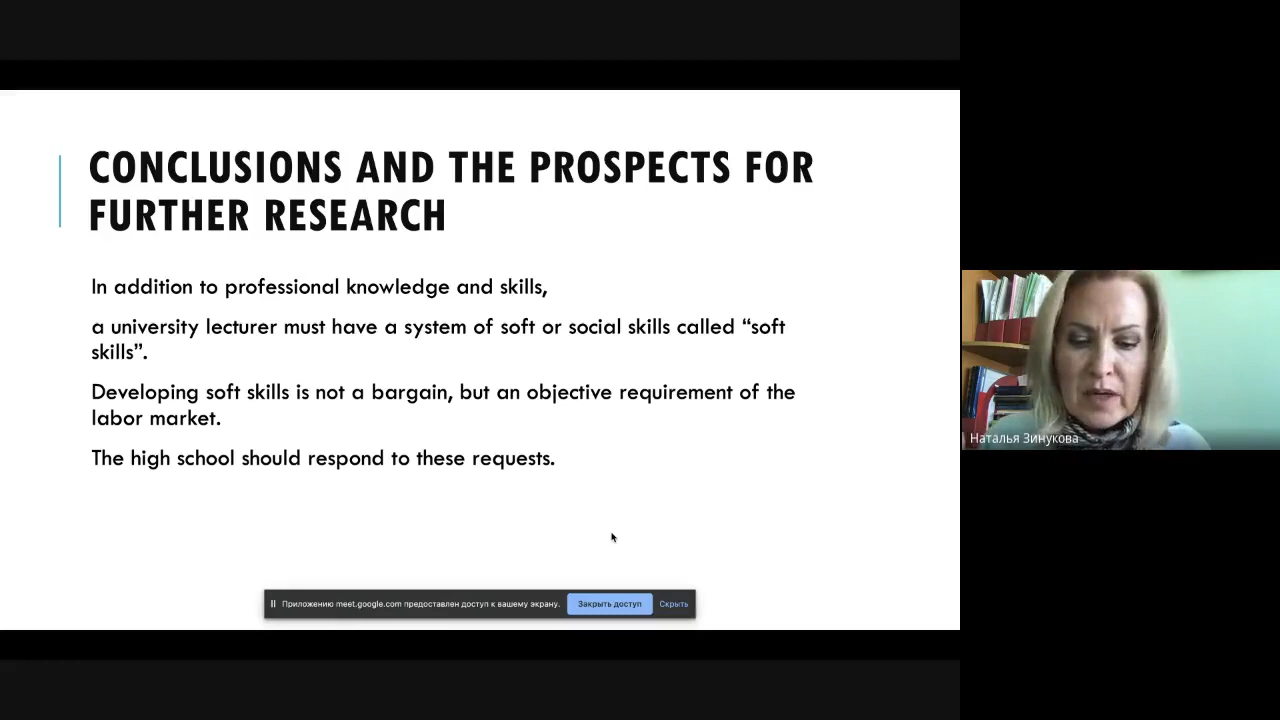 CONCLUSIONS AND THE PROSPECTS FOR
FURTHER RESEARCH
In addition to professional knowledge and skills,
a university lecturer must have a system of soft or social skills called “soft
skills”.
Developing soft skills is not a bargain, but an objective requirement of the
labor market.
The high school should respond to these requests.
Приложению meet.google.com предоставлен доступ к вашему экрану.
Закрыть доступ
Скрыть
Наталья Зинукова